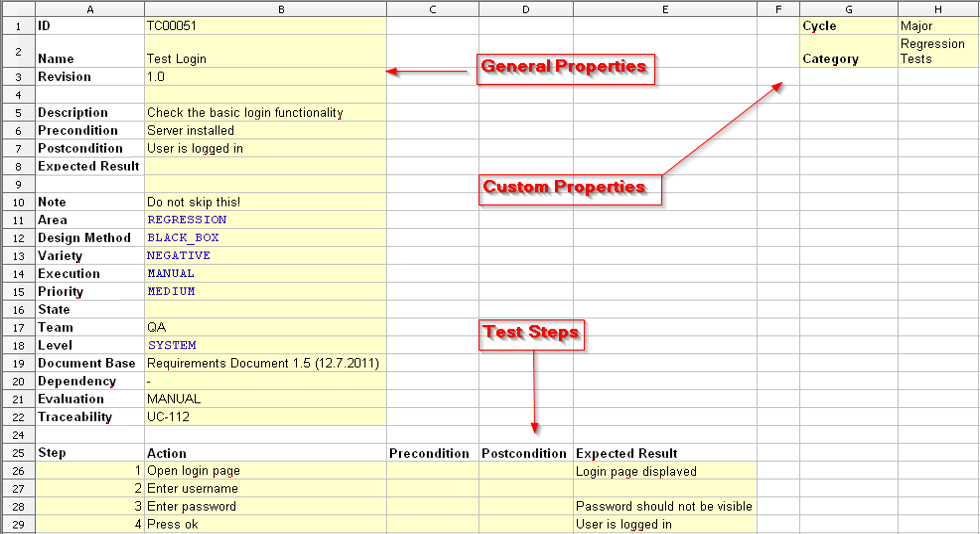 A B C D E F G H
1 ID TC00051 Cycle Major
2 Name Test Login Category Regression
Tests
3 Revision 1.0
General Properties
4
5 Description Check the basic login functionality
6 Precondition Server installed
7 Postcondition User is logged in
8 Expected Result
9
Custom Properties
10 Note Do not skip this!
11 Area REGRESSION
12 Design Method BLACK_BOX
13 Variety NEGATIVE
14 Execution MANUAL
15 Priority MEDIUM
16 State
17 Team QA
Test Steps
18 Level SYSTEM
19 Document Base Requirements Document 1.5 (12.7.2011)
20 Dependency -
21 Evaluation MANUAL
22 Traceability UC-112
24
25 Step Action Precondition Postcondition Expected Result
26 1 Open login page Login page displayed
27 2 Enter username
28 3 Enter password Password should not be visible
29 4 Press ok User is logged in